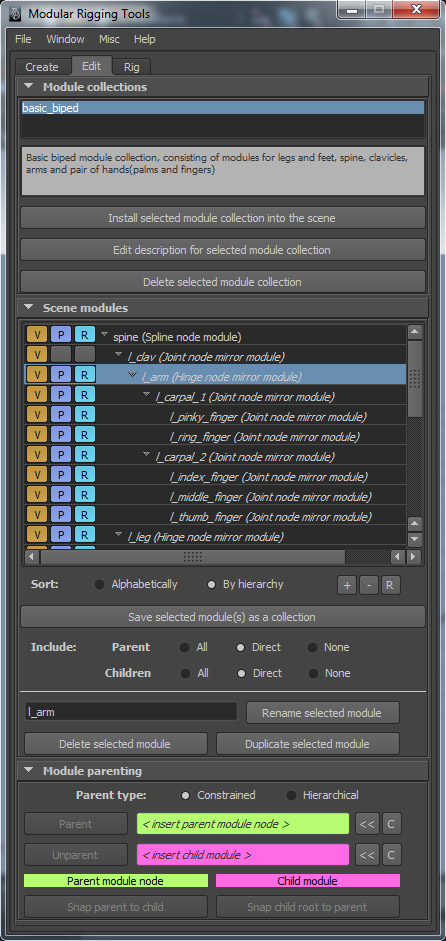 Modular Rigging Tools
File Window Misc Help
Create Edit Rig
Module collections
basic_biped
Basic biped module collection, consisting of modules for legs and feet, spine, clavicles,
arms and pair of hands(palms and fingers)
Install selected module collection into the scene
Edit description for selected module collection
Delete selected module collection
Scene modules
V P R spine (Spline node module)
V l_clav (Joint node mirror module)
V P R l_arm (Hinge node mirror module)
V P R l_carpal_1 (Joint node mirror module)
V P R l_pinky_finger (Joint node mirror module)
V P R l_ring_finger (Joint node mirror module)
V P R l_carpal_2 (Joint node mirror module)
V P R l_index_finger (Joint node mirror module)
V P R l_middle_finger (Joint node mirror module)
V P R l_thumb_finger (Joint node mirror module)
V P R l_leg (Hinge node mirror module)
Sort: Alphabetically By hierarchy + - R
Save selected module(s) as a collection
Include: Parent All Direct None
Children All Direct None
l_arm Rename selected module
Delete selected module Duplicate selected module
Module parenting
Parent type: Constrained Hierarchical
Parent < insert parent module node > << C
Unparent < insert child module > << C
Parent module node Child module
Snap parent to child Snap child root to parent